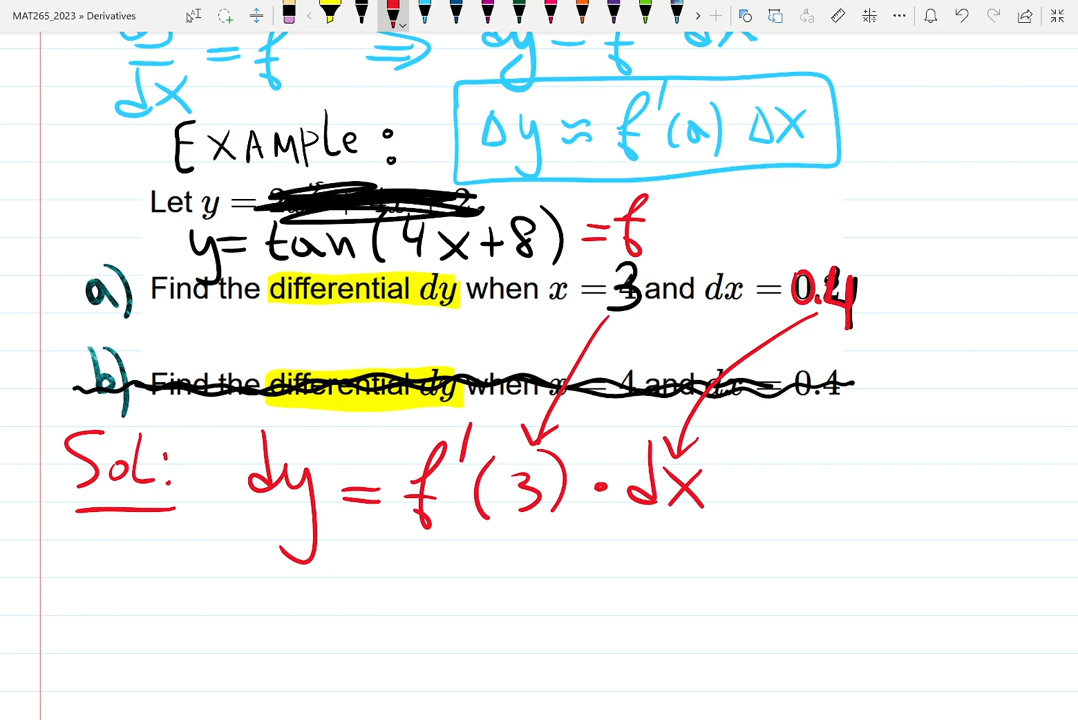 MAT265_2023 » Derivatives
dy/dx = f' ⇒ dy = f' dx
EXAMPLE:
Δy ≈ f'(a) Δx
Let y =
y = tan(4x+8) = f
a) Find the differential dy when x = 3 and dx = 0.4
b) Find the differential dy when x = 4 and dx = 0.4
Sol: dy = f'(3) · dx